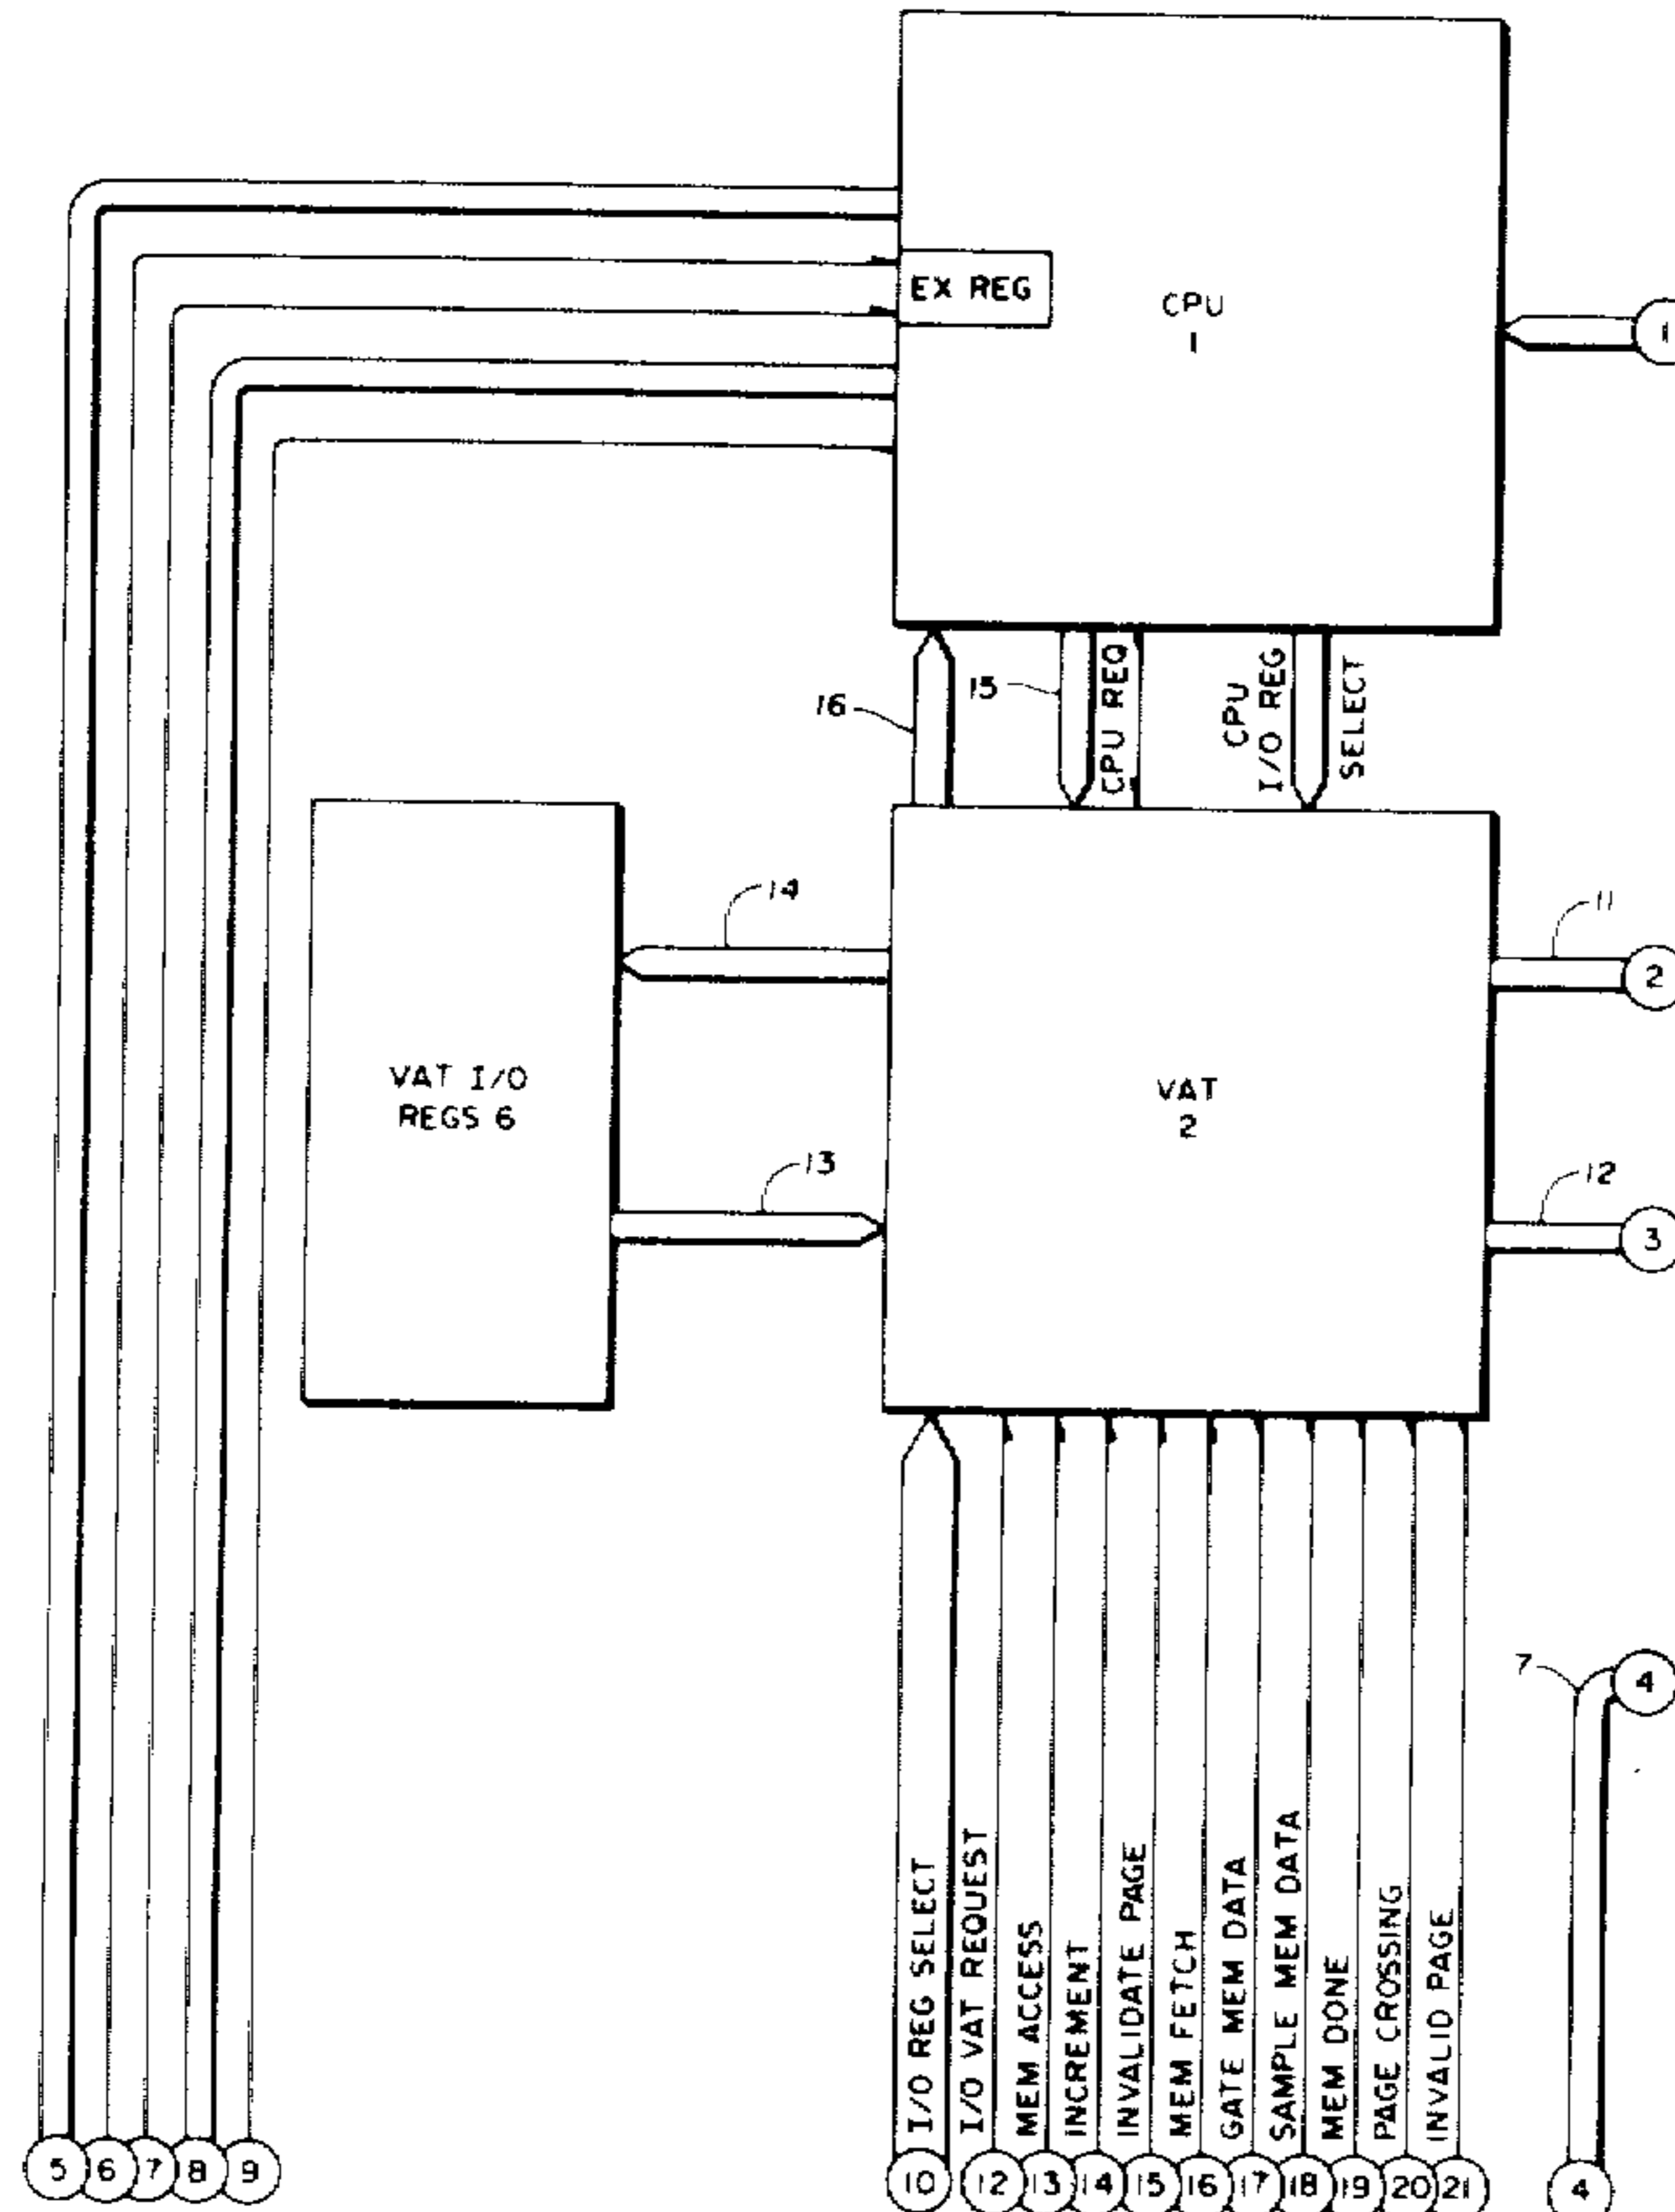 EX REG
CPU
1
1
16
15
CPU REQ
CPU
I/O REG
SELECT
14
11
2
VAT I/O
REGS 6
VAT
2
13
12
3
7
4
I/O REG SELECT
I/O VAT REQUEST
MEM ACCESS
INCREMENT
INVALIDATE PAGE
MEM FETCH
GATE MEM DATA
SAMPLE MEM DATA
MEM DONE
PAGE CROSSING
INVALID PAGE
5 6 7 8 9
10 12 13 14 15 16 17 18 19 20 21 4